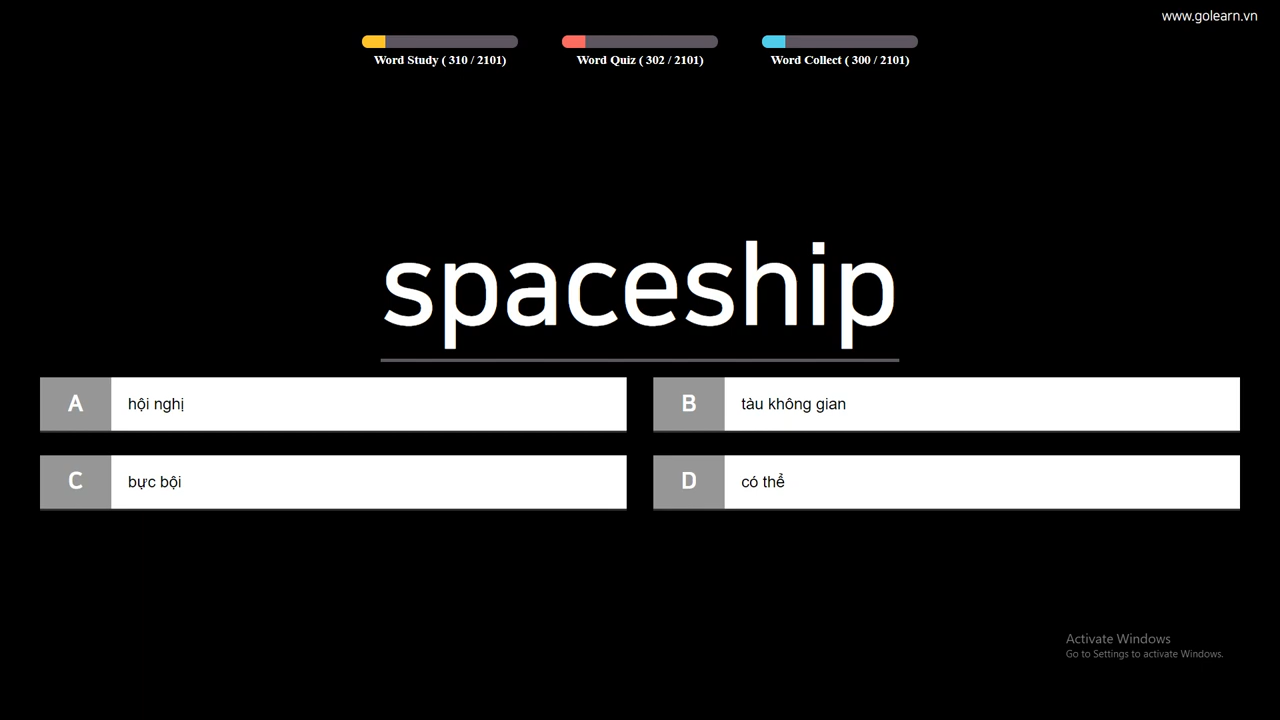 www.golearn.vn
Word Study ( 310 / 2101)
Word Quiz ( 302 / 2101)
Word Collect ( 300 / 2101)
spaceship
A hội nghị
B tàu không gian
C bực bội
D có thể
Activate Windows
Go to Settings to activate Windows.